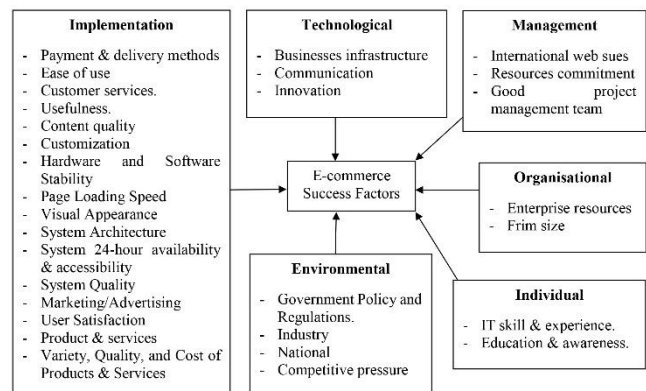 Implementation
- Payment & delivery methods
- Ease of use
- Customer services.
- Usefulness.
- Content quality
- Customization
- Hardware and Software
Stability
- Page Loading Speed
- Visual Appearance
- System Architecture
- System 24-hour availability
& accessibility
- System Quality
- Marketing/Advertising
- User Satisfaction
- Product & services
- Variety, Quality, and Cost of
Products & Services
Technological
- Businesses infrastructure
- Communication
- Innovation
Management
- International web sues
- Resources commitment
- Good project
management team
E-commerce
Success Factors
Organisational
- Enterprise resources
- Frim size
Environmental
- Government Policy and
Regulations.
- Industry
- National
- Competitive pressure
Individual
- IT skill & experience.
- Education & awareness.